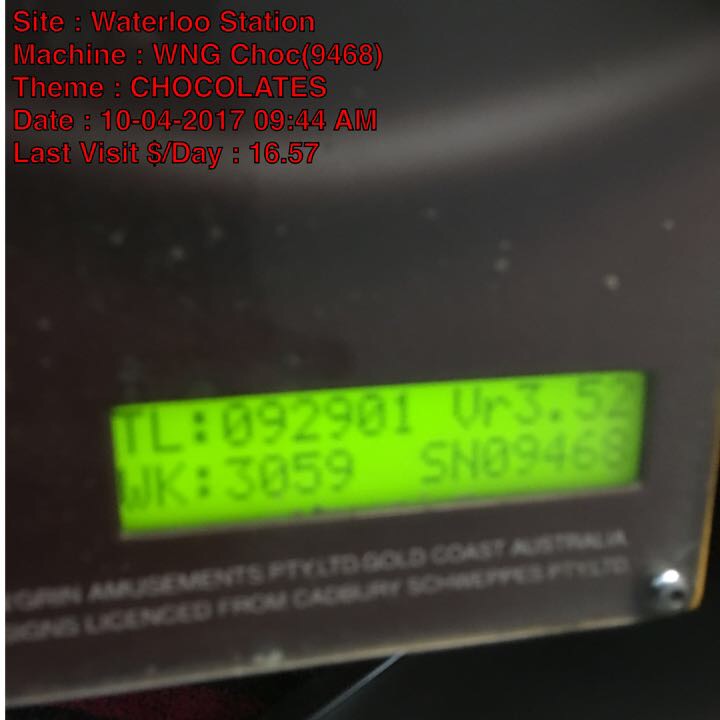 Site : Waterloo Station
Machine : WNG Choc(9468)
Theme : CHOCOLATES
Date : 10-04-2017 09:44 AM
Last Visit $/Day : 16.57
TL:092901 Vr3.52
WK:3059 SN09468
AMUSEMENTS PTY.LTD.GOLD COAST AUSTRALIA
LICENCED FROM CADBURY SCHWEPPES PTY.LTD.